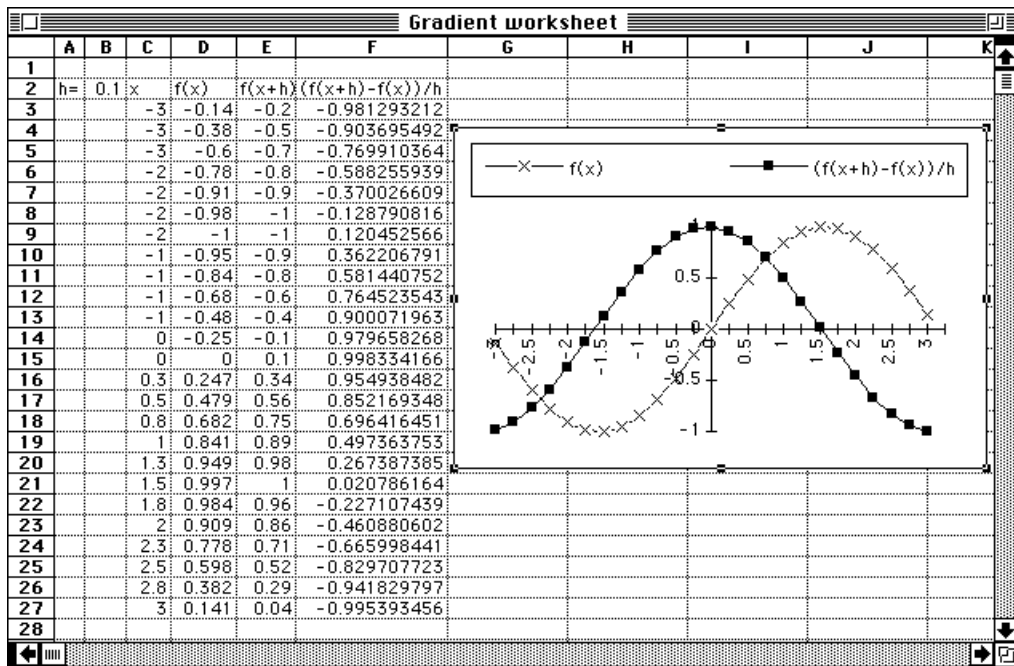 Gradient worksheet
A B C D E F G H I J K
1
2 h= 0.1 x f(x) f(x+h) (f(x+h)-f(x))/h
3 -3 -0.14 -0.2 -0.981293212
4 -3 -0.38 -0.5 -0.903695492
5 -3 -0.6 -0.7 -0.769910364
6 -2 -0.78 -0.8 -0.588255939
7 -2 -0.91 -0.9 -0.370026609
8 -2 -0.98 -1 -0.128790816
9 -2 -1 -1 0.120452566
10 -1 -0.95 -0.9 0.362206791
11 -1 -0.84 -0.8 0.581440752
12 -1 -0.68 -0.6 0.764523543
13 -1 -0.48 -0.4 0.900071963
14 0 -0.25 -0.1 0.979658268
15 0 0 0.1 0.998334166
16 0.3 0.247 0.34 0.954938482
17 0.5 0.479 0.56 0.852169348
18 0.8 0.682 0.75 0.696416451
19 1 0.841 0.89 0.497363753
20 1.3 0.949 0.98 0.267387385
21 1.5 0.997 1 0.020786164
22 1.8 0.984 0.96 -0.227107439
23 2 0.909 0.86 -0.460880602
24 2.3 0.778 0.71 -0.665998441
25 2.5 0.598 0.52 -0.829707723
26 2.8 0.382 0.29 -0.941829797
27 3 0.141 0.04 -0.995393456
28
f(x) (f(x+h)-f(x))/h
1
0.5
0
-3 -2.5 -2 -1.5 -1 -0.5 0 0.5 1 1.5 2 2.5 3
-0.5
-1